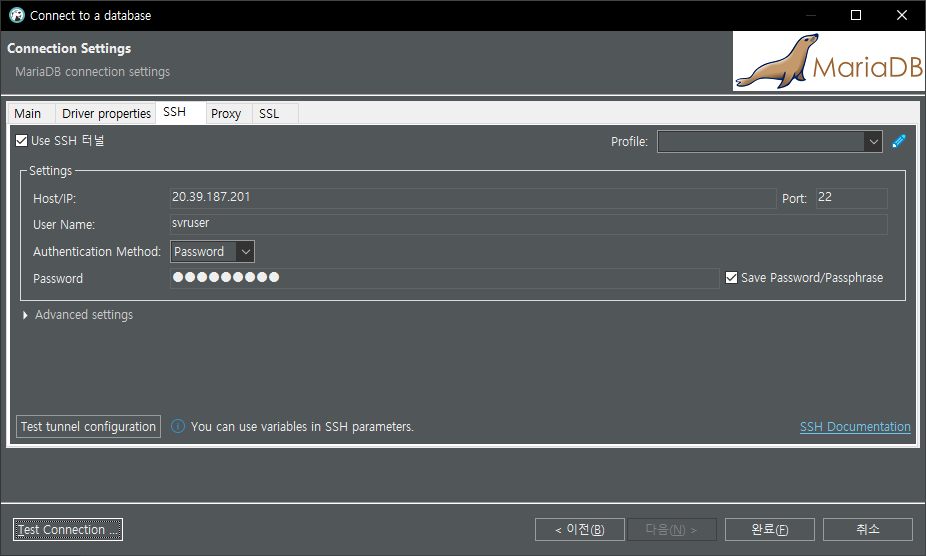 Connect to a database
Connection Settings
MariaDB connection settings
MariaDB
Main Driver properties SSH Proxy SSL
Use SSH 터널 Profile:
Settings
Host/IP: 20.39.187.201 Port: 22
User Name: svruser
Authentication Method: Password
Password ●●●●●●●●● Save Password/Passphrase
Advanced settings
Test tunnel configuration You can use variables in SSH parameters. SSH Documentation
Test Connection ... < 이전(B) 다음(N) > 완료(F) 취소